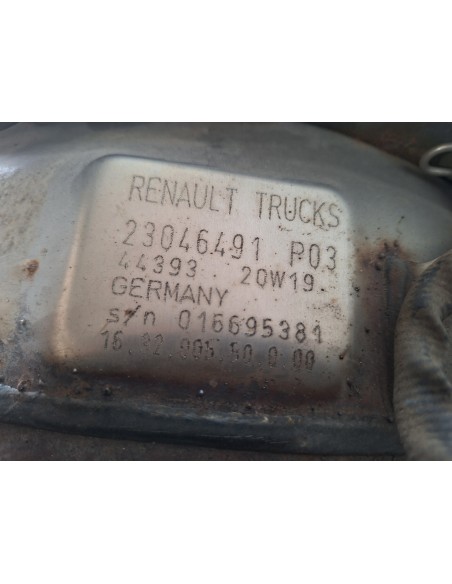 RENAULT TRUCKS
23046491 P03
44393 20W19
GERMANY
s/n 016695381